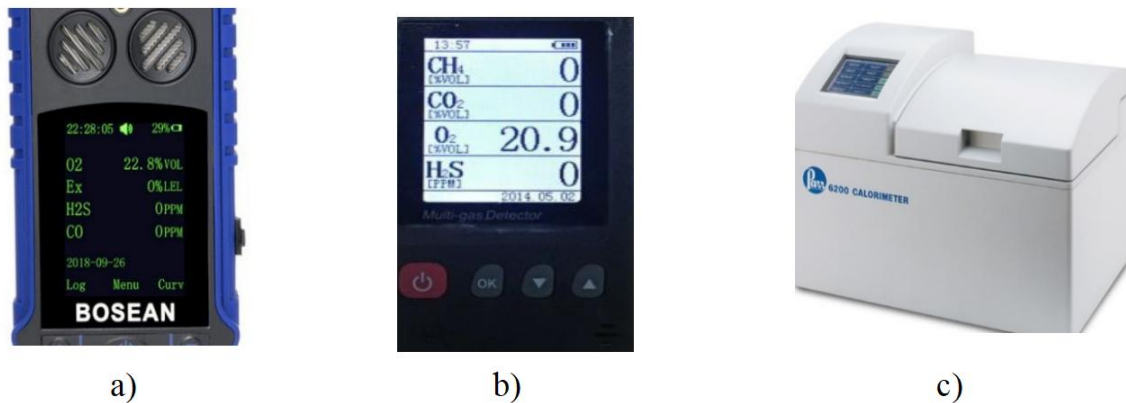 22:28:05 29%
O2 22.8%VOL
Ex 0%LEL
H2S 0PPM
CO 0PPM
2018-09-26
Log Menu Curv
BOSEAN
a)
13:57
CH4 0
[%VOL]
CO2 0
[%VOL]
O2 20.9
[%VOL]
H2S 0
[PPM]
2014.05.02
Multi-gas Detector
OK
b)
Parr 6200 CALORIMETER
c)